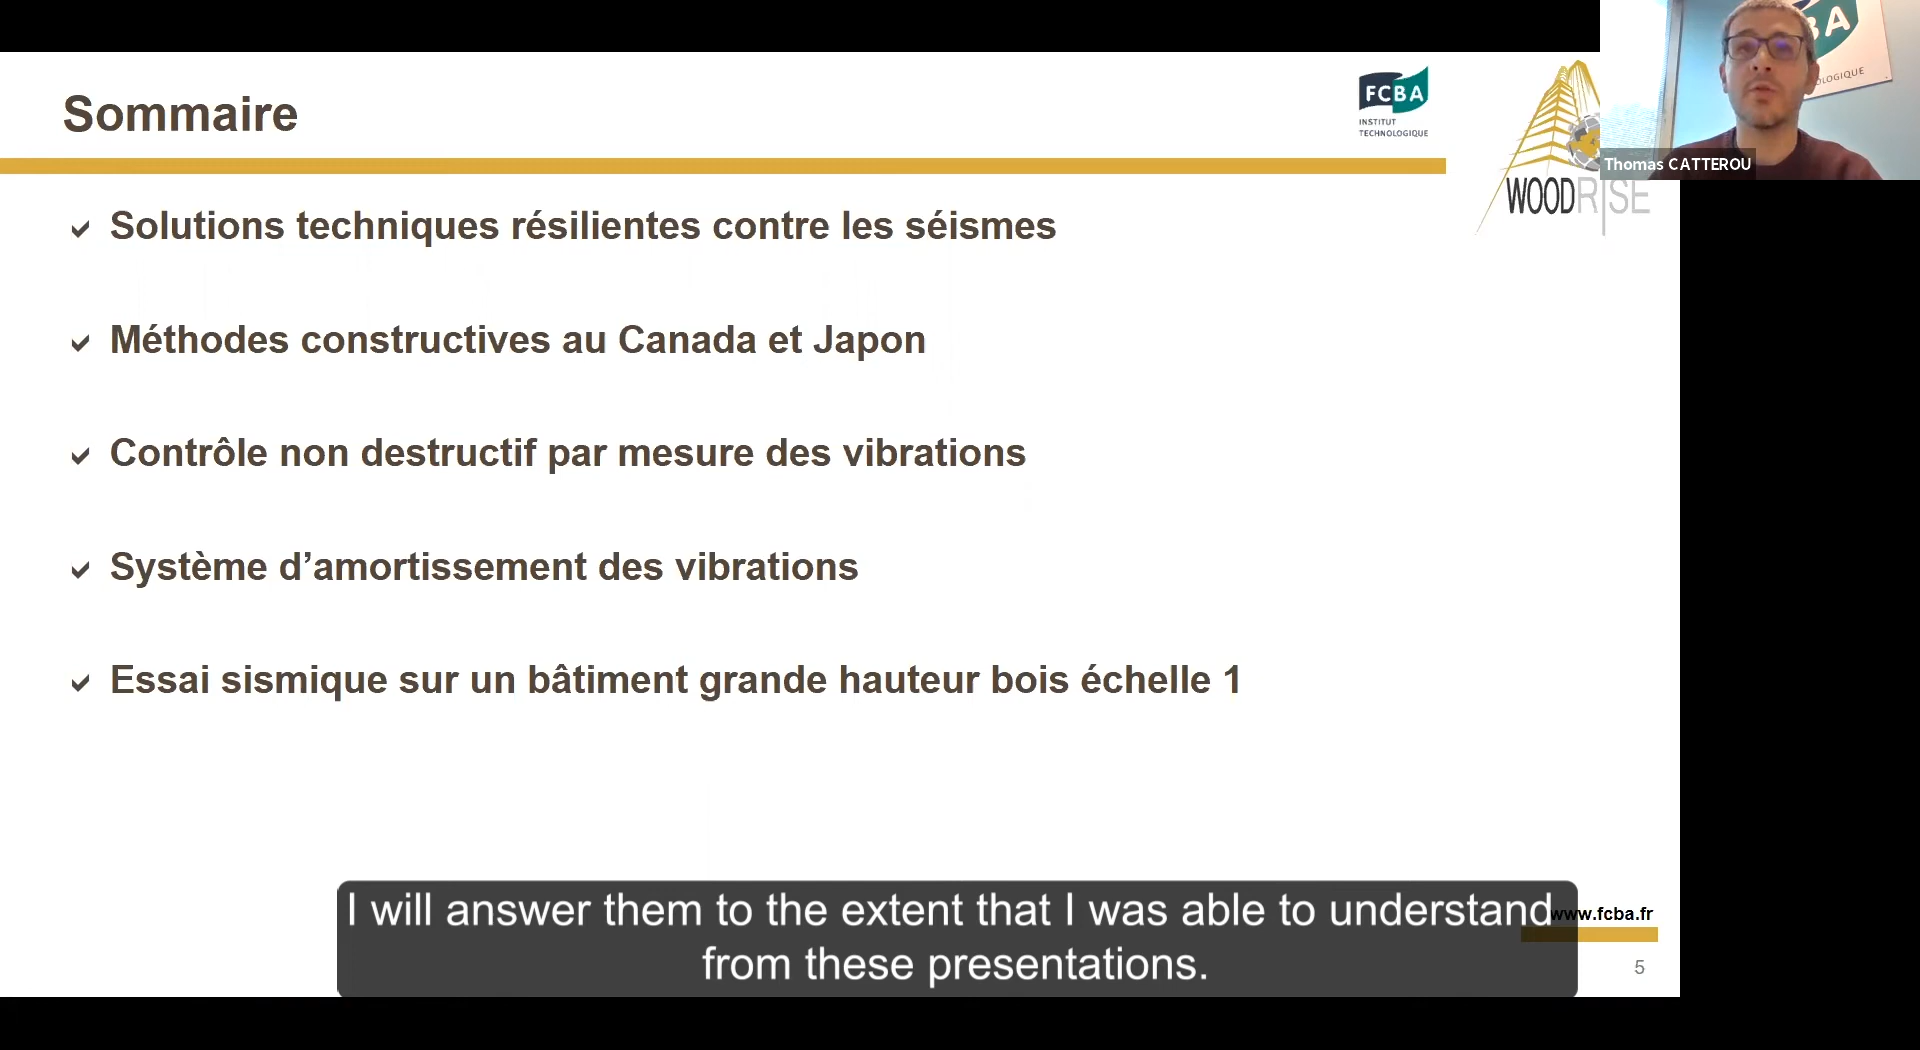 Sommaire
FCBA
INSTITUT
TECHNOLOGIQUE
WOODRISE
BA
OLOGIQUE
Thomas CATTEROU
Solutions techniques résilientes contre les séismes
Méthodes constructives au Canada et Japon
Contrôle non destructif par mesure des vibrations
Système d’amortissement des vibrations
Essai sismique sur un bâtiment grande hauteur bois échelle 1
I will answer them to the extent that I was able to understand
from these presentations.
www.fcba.fr
5